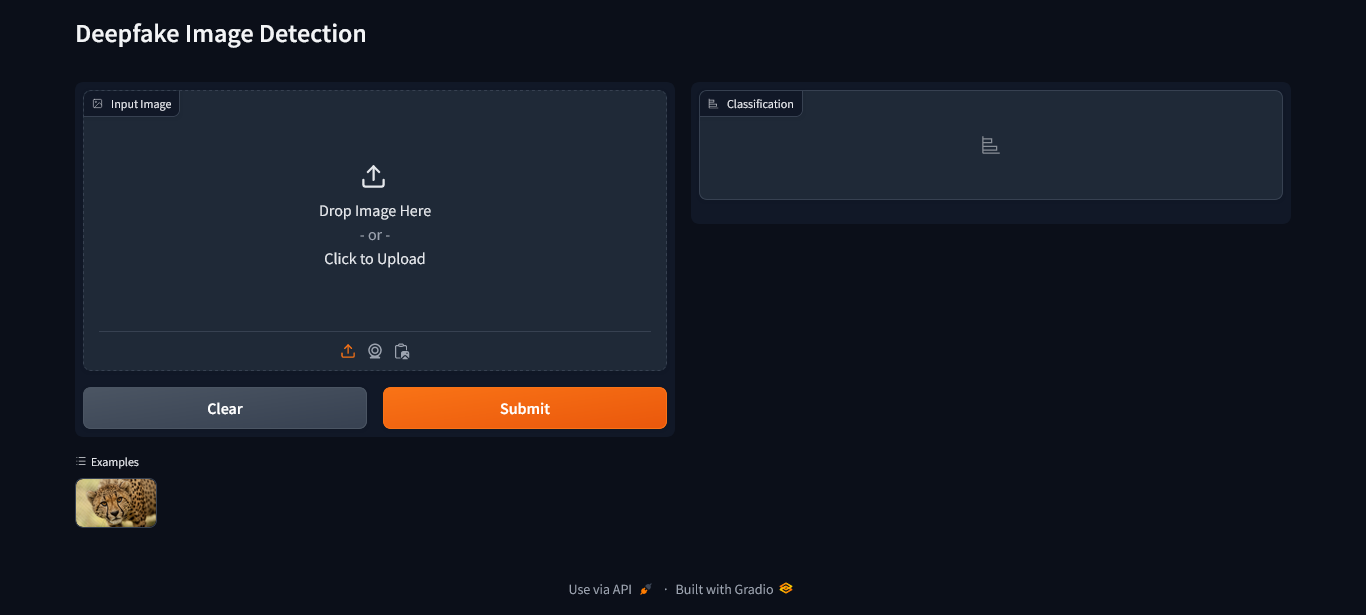 Deepfake Image Detection
Input Image
Drop Image Here
- or -
Click to Upload
Clear
Submit
Classification
Examples
Use via API · Built with Gradio